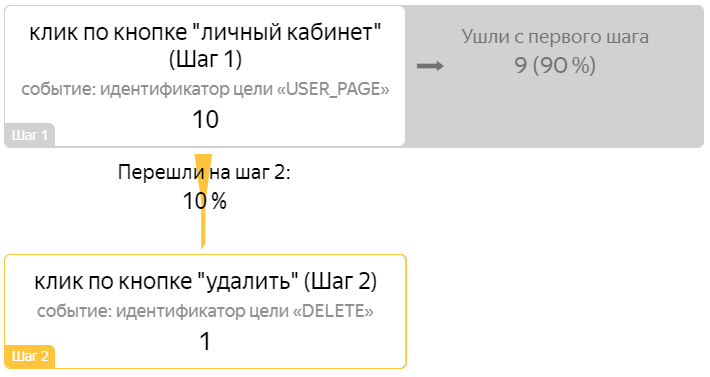 клик по кнопке "личный кабинет"
(Шаг 1)
событие: идентификатор цели «USER_PAGE»
10
Шаг 1
Ушли с первого шага
9 (90 %)
Перешли на шаг 2:
10 %
клик по кнопке "удалить" (Шаг 2)
событие: идентификатор цели «DELETE»
1
Шаг 2